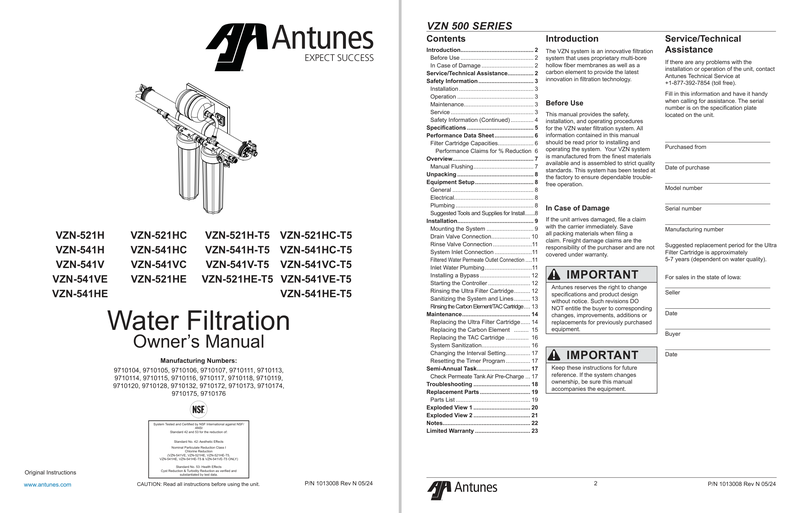 AJA Antunes
EXPECT SUCCESS
VZN-521H VZN-521HC VZN-521H-T5 VZN-521HC-T5
VZN-541H VZN-541HC VZN-541H-T5 VZN-541HC-T5
VZN-541V VZN-541VC VZN-541V-T5 VZN-541VC-T5
VZN-541VE VZN-521HE VZN-521HE-T5 VZN-541VE-T5
VZN-541HE VZN-541HE-T5
Water Filtration
Owner's Manual
Manufacturing Numbers:
9710104, 9710105, 9710106, 9710107, 9710111, 9710113,
9710114, 9710115, 9710116, 9710117, 9710118, 9710119,
9710120, 9710128, 9710132, 9710172, 9710173, 9710174,
9710175, 9710176
NSF
System Tested and Certified by NSF International against NSF/
ANSI
Standard 42 and 53 for the reduction of:
Standard No. 42: Aesthetic Effects
Nominal Particulate Reduction Class I
Chlorine Reduction
(VZN-541HE, VZN-521HE, VZN-521HE-T5,
VZN-541VE, VZN-541HE-T5 & VZN-541VE-T5 ONLY)
Standard No. 53: Health Effects
Cyst Reduction & Turbidity Reduction as verified and
substantiated by test data.
Original Instructions
www.antunes.com
CAUTION: Read all instructions before using the unit.
P/N 1013008 Rev N 05/24
VZN 500 SERIES
Contents
Introduction 2
Before Use 2
In Case of Damage 2
Service/Technical Assistance 2
Safety Information 3
Installation 3
Operation 3
Maintenance 3
Service 3
Safety Information (Continued) 4
Specifications 5
Performance Data Sheet 6
Filter Cartridge Capacities 6
Performance Claims for % Reduction 6
Overview 7
Manual Flushing 7
Unpacking 8
Equipment Setup 8
General 8
Electrical 8
Plumbing 8
Suggested Tools and Supplies for Install 8
Installation 9
Mounting the System 9
Drain Valve Connection 10
Rinse Valve Connection 11
System Inlet Connection 11
Filtered Water Permeate Outlet Connection 11
Inlet Water Plumbing 11
Installing a Bypass 12
Starting the Controller 12
Rinsing the Ultra Filter Cartridge 12
Sanitizing the System and Lines 13
Rinsing the Carbon Element/TAC Cartridge 13
Maintenance 14
Replacing the Ultra Filter Cartridge 14
Replacing the Carbon Element 15
Replacing the TAC Cartridge 16
System Sanitization 16
Changing the Interval Setting 17
Resetting the Timer Program 17
Semi-Annual Task 17
Check Permeate Tank Air Pre-Charge 17
Troubleshooting 18
Replacement Parts 19
Parts List 19
Exploded View 1 20
Exploded View 2 21
Notes 22
Limited Warranty 23
Introduction
The VZN system is an innovative filtration
system that uses proprietary multi-bore
hollow fiber membranes as well as a
carbon element to provide the latest
innovation in filtration technology.
Before Use
This manual provides the safety,
installation, and operating procedures
for the VZN water filtration system. All
information contained in this manual
should be read prior to installing and
operating the system. Your VZN system
is manufactured from the finest materials
available and is assembled to strict quality
standards. This system has been tested at
the factory to ensure dependable trouble-
free operation.
In Case of Damage
If the unit arrives damaged, file a claim
with the carrier immediately. Save
all packing materials when filing a
claim. Freight damage claims are the
responsibility of the purchaser and are not
covered under warranty.
IMPORTANT
Antunes reserves the right to change
specifications and product design
without notice. Such revisions DO
NOT entitle the buyer to corresponding
changes, improvements, additions or
replacements for previously purchased
equipment.
IMPORTANT
Keep these instructions for future
reference. If the system changes
ownership, be sure this manual
accompanies the equipment.
Service/Technical
Assistance
If there are any problems with the
installation or operation of the unit, contact
Antunes Technical Service at
+1-877-392-7854 (toll free).
Fill in this information and have it handy
when calling for assistance. The serial
number is on the specification plate
located on the unit.
Purchased from
Date of purchase
Model number
Serial number
Manufacturing number
Suggested replacement period for the Ultra
Filter Cartridge is approximately
5-7 years (dependent on water quality).
For sales in the state of Iowa:
Seller
Date
Buyer
Date
AJA Antunes
2
P/N 1013008 Rev N 05/24